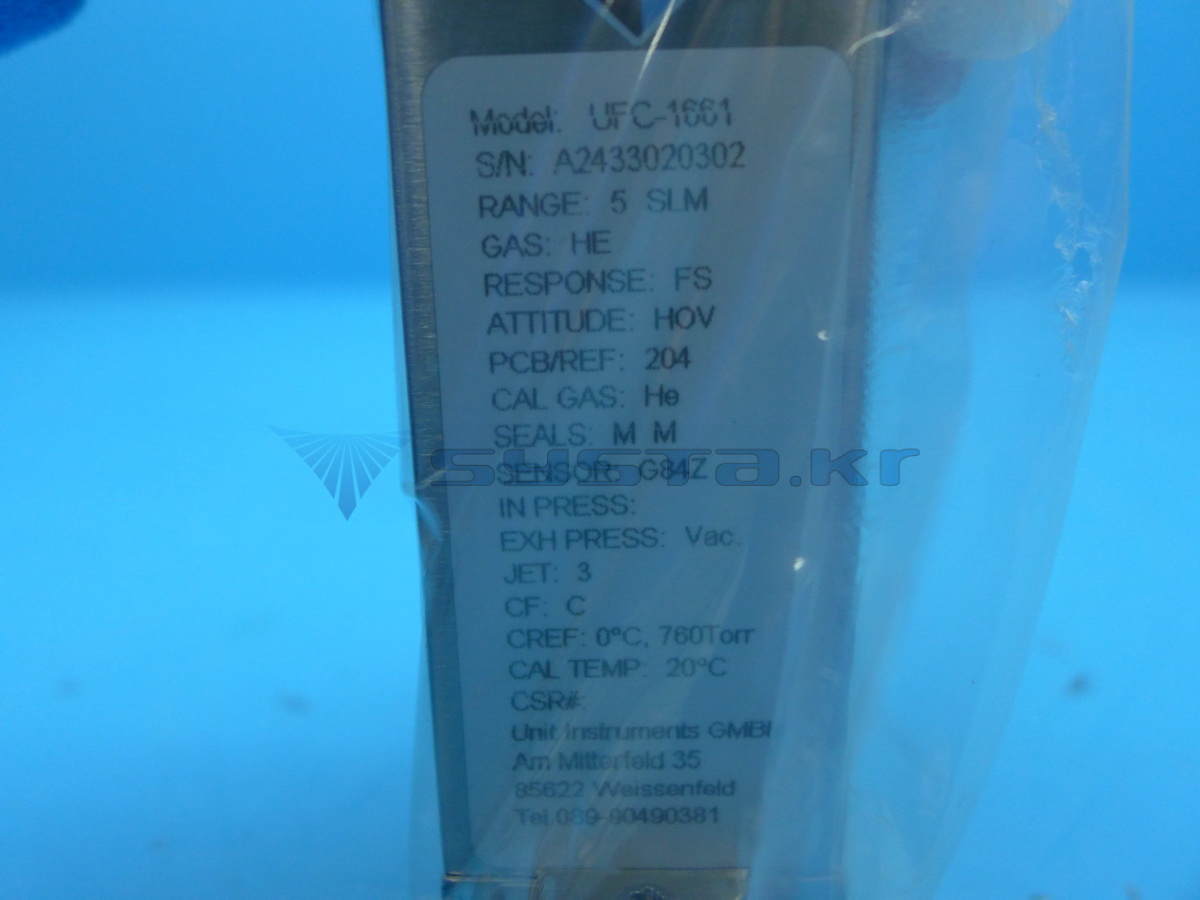 Model: UFC-1661
S/N: A2433020302
RANGE: 5 SLM
GAS: HE
RESPONSE: FS
ATTITUDE: HOV
PCB/REF: 204
CAL GAS: He
SEALS: M M
SENSOR: G84Z
susta.kr
IN PRESS:
EXH PRESS: Vac.
JET: 3
CF: C
CREF: 0°C, 760Torr
CAL TEMP: 20°C
CSR#:
Unit Instruments GMBH
Am Mitterfeld 35
85622 Weissenfeld
Tel 089-90490381